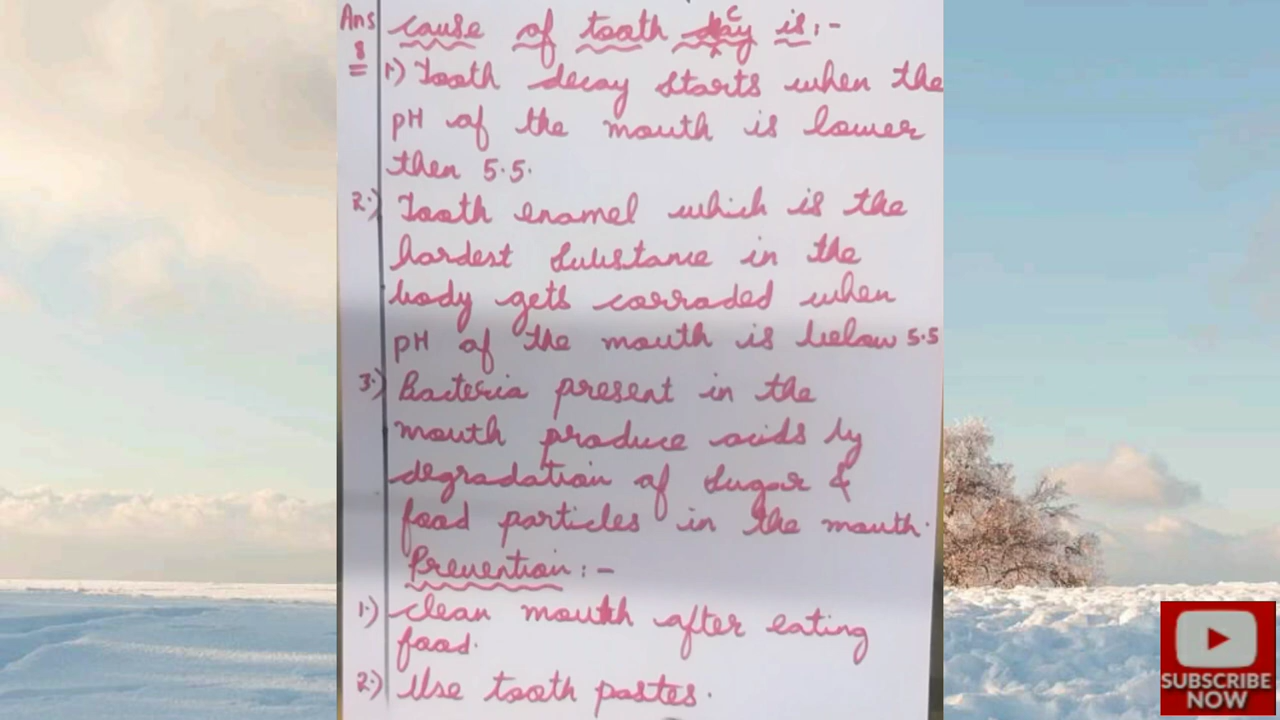 Ans 8 cause of tooth decay is:-
1.) Tooth decay starts when the
pH of the mouth is lower
then 5.5.
2.) Tooth enamel which is the
hardest substance in the
body gets corroded when
pH of the mouth is below 5.5
3.) Bacteria present in the
mouth produce acids by
degradation of sugar &
food particles in the mouth.
Prevention:-
1.) clean mouth after eating
food.
2.) Use tooth pastes.
SUBSCRIBE
NOW